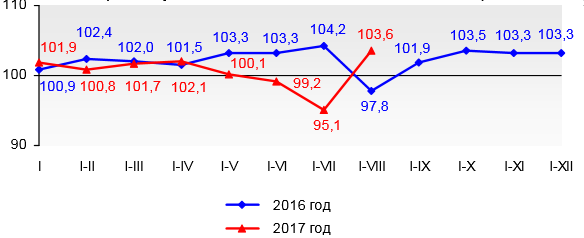 110
104,2
103,3 103,3 103,6 103,5 103,3 103,3
102,4
101,9 102,0 101,5 101,9
100,1
100
100,9 100,8 101,7 102,1 99,2
97,8
95,1
90
I I-II I-III I-IV I-V I-VI I-VII I-VIII I-IX I-X I-XI I-XII
2016 год
2017 год